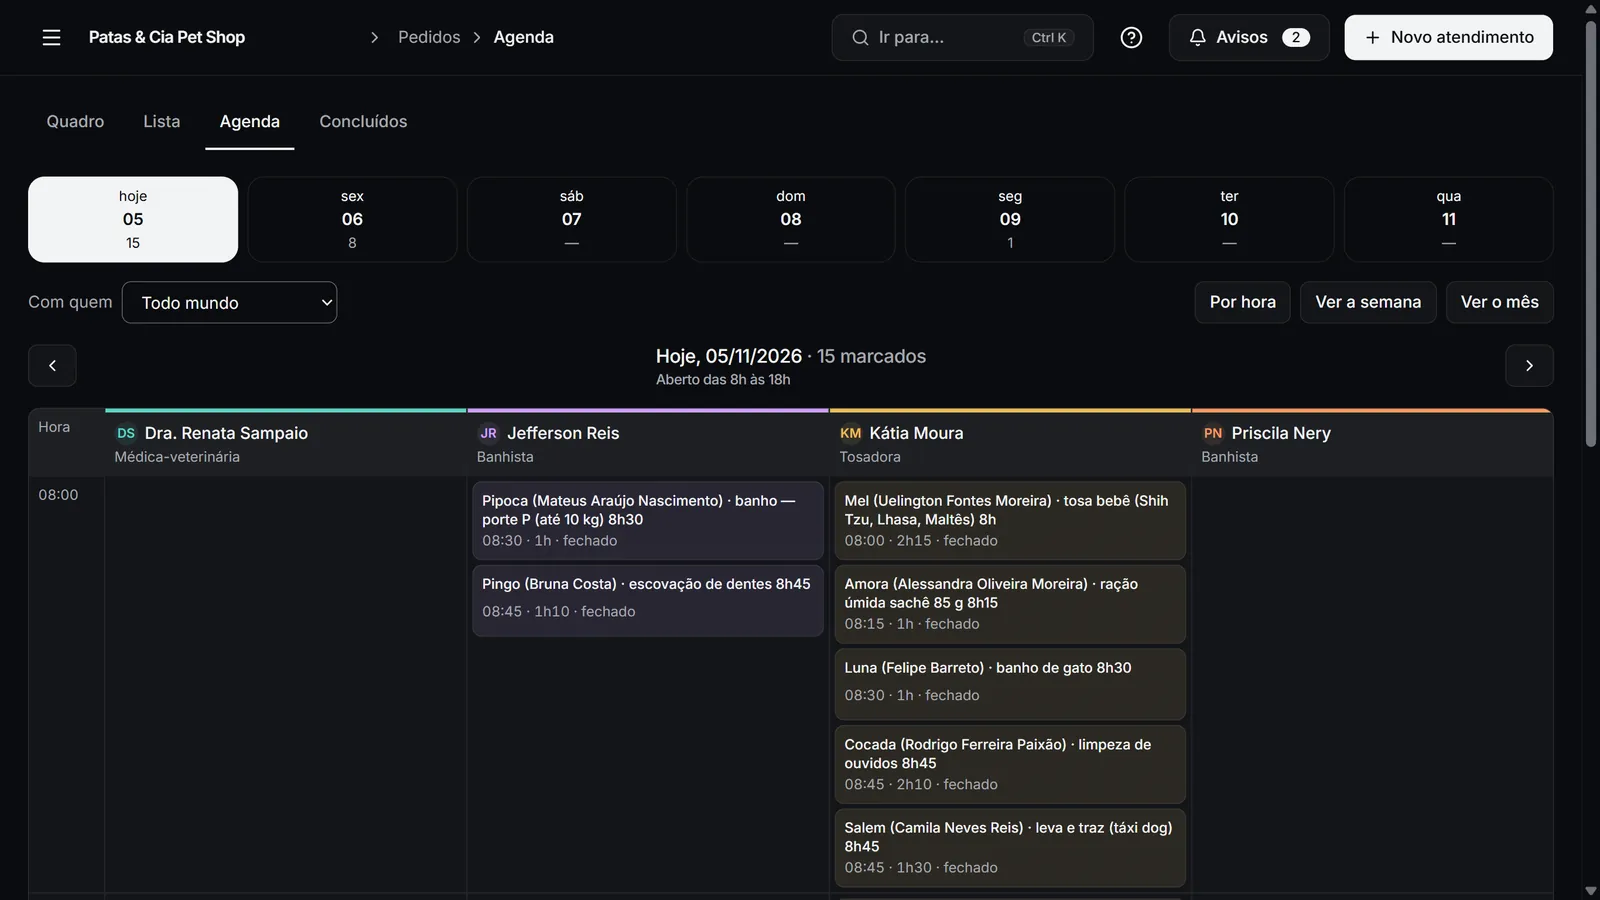 Patas & Cia Pet Shop
Pedidos
Agenda
Ir para...
Ctrl K
Avisos
2
Novo atendimento
Quadro
Lista
Agenda
Concluídos
hoje
05
15
sex
06
8
sáb
07
—
dom
08
—
seg
09
1
ter
10
—
qua
11
—
Com quem
Todo mundo
Por hora
Ver a semana
Ver o mês
Hoje, 05/11/2026 · 15 marcados
Aberto das 8h às 18h
Hora
DS
Dra. Renata Sampaio
Médica-veterinária
JR
Jefferson Reis
Banhista
KM
Kátia Moura
Tosadora
PN
Priscila Nery
Banhista
08:00
Pipoca (Mateus Araújo Nascimento) · banho —
porte P (até 10 kg) 8h30
08:30 · 1h · fechado
Pingo (Bruna Costa) · escovação de dentes 8h45
08:45 · 1h10 · fechado
Mel (Uelington Fontes Moreira) · tosa bebê (Shih
Tzu, Lhasa, Maltês) 8h
08:00 · 2h15 · fechado
Amora (Alessandra Oliveira Moreira) · ração
úmida sachê 85 g 8h15
08:15 · 1h · fechado
Luna (Felipe Barreto) · banho de gato 8h30
08:30 · 1h · fechado
Cocada (Rodrigo Ferreira Paixão) · limpeza de
ouvidos 8h45
08:45 · 2h10 · fechado
Salem (Camila Neves Reis) · leva e traz (táxi dog)
8h45
08:45 · 1h30 · fechado